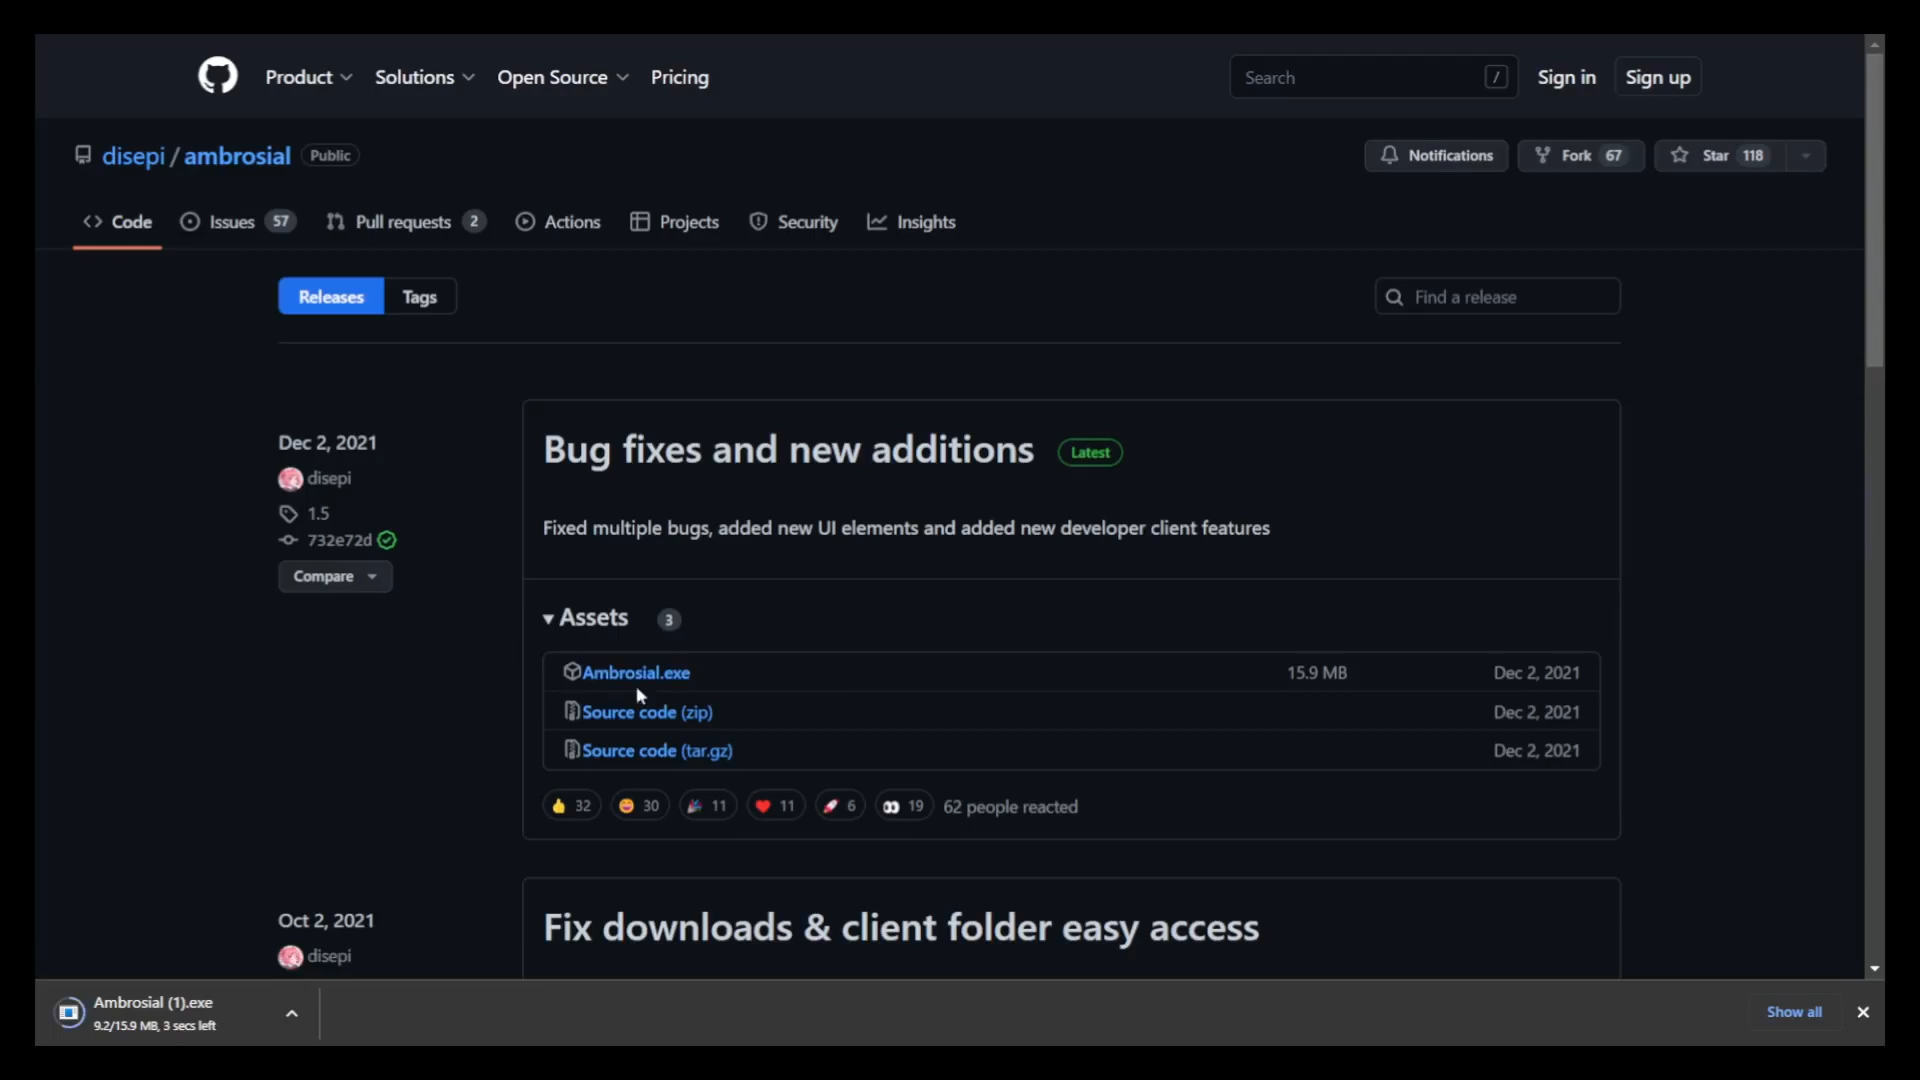 Product Solutions Open Source Pricing Search / Sign in Sign up
disepi / ambrosial Public Notifications Fork 67 Star 118
Code Issues 57 Pull requests 2 Actions Projects Security Insights
Releases Tags Find a release
Dec 2, 2021
disepi
1.5
732e72d
Compare
Bug fixes and new additions Latest
Fixed multiple bugs, added new UI elements and added new developer client features
Assets 3
Ambrosial.exe 15.9 MB Dec 2, 2021
Source code (zip) Dec 2, 2021
Source code (tar.gz) Dec 2, 2021
32 30 11 11 6 19 62 people reacted
Oct 2, 2021
disepi
Fix downloads & client folder easy access
Ambrosial (1).exe
9.2/15.9 MB, 3 secs left
Show all